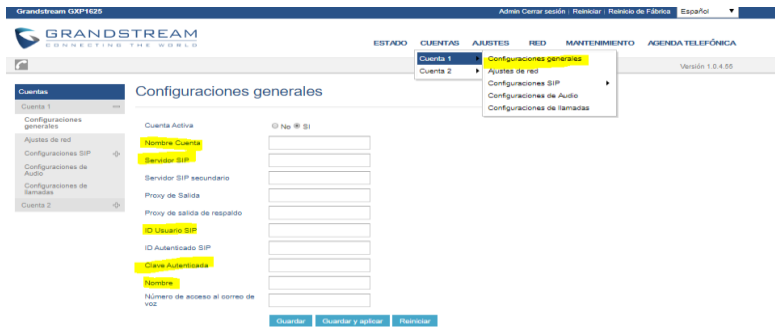 Grandstream GXP1625
Admin Cerrar sesión | Reiniciar | Reinicio de Fábrica Español
GRANDSTREAM
CONNECTING THE WORLD
ESTADO CUENTAS AJUSTES RED MANTENIMIENTO AGENDA TELEFÓNICA
Cuenta 1
Cuenta 2
Configuraciones generales
Ajustes de red
Configuraciones SIP
Configuraciones de Audio
Configuraciones de llamadas
Versión 1.0.4.55
Cuentas
Cuenta 1
Configuraciones
generales
Ajustes de red
Configuraciones SIP
Configuraciones de
Audio
Configuraciones de
llamadas
Cuenta 2
Configuraciones generales
Cuenta Activa No SI
Nombre Cuenta
Servidor SIP
Servidor SIP secundario
Proxy de Salida
Proxy de salida de respaldo
ID Usuario SIP
ID Autenticado SIP
Clave Autenticada
Nombre
Número de acceso al correo de
voz
Guardar Guardar y aplicar Reiniciar